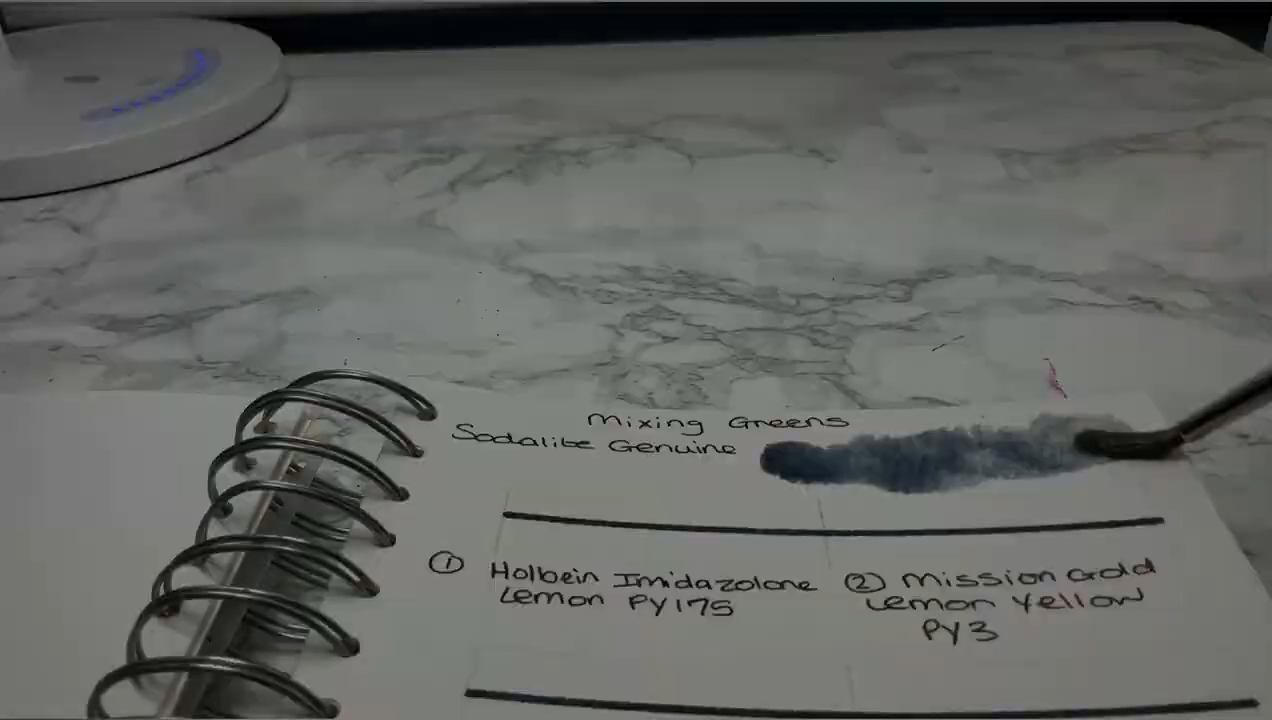 Mixing Greens
Sodalite Genuine
① Holbein Imidazolone
Lemon PY175
② Mission Gold
Lemon Yellow
PY3